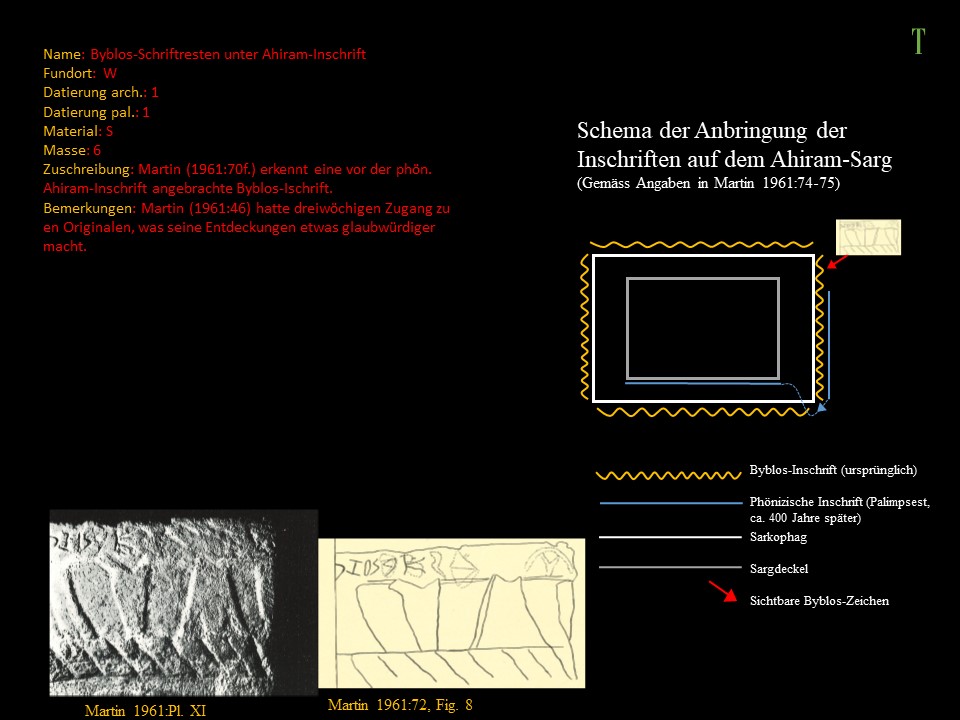 T
Name: Byblos-Schriftresten unter Ahiram-Inschrift
Fundort: W
Datierung arch.: 1
Datierung pal.: 1
Material: S
Masse: 6
Zuschreibung: Martin (1961:70f.) erkennt eine vor der phön.
Ahiram-Inschrift angebrachte Byblos-Ischrift.
Bemerkungen: Martin (1961:46) hatte dreiwöchigen Zugang zu
en Originalen, was seine Entdeckungen etwas glaubwürdiger
macht.
Schema der Anbringung der
Inschriften auf dem Ahiram-Sarg
(Gemäss Angaben in Martin 1961:74-75)
Byblos-Inschrift (ursprünglich)
Phönizische Inschrift (Palimpsest,
ca. 400 Jahre später)
Sarkophag
Sargdeckel
Sichtbare Byblos-Zeichen
Martin 1961:Pl. XI
Martin 1961:72, Fig. 8